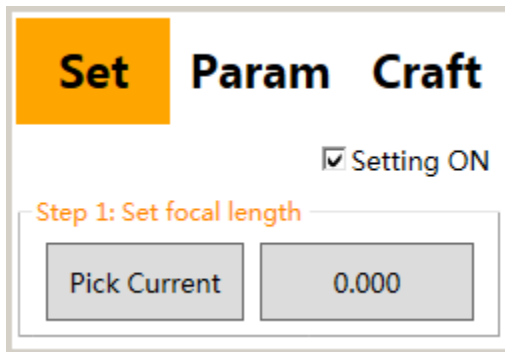 Set Param Craft
Setting ON
Step 1: Set focal length
Pick Current 0.000